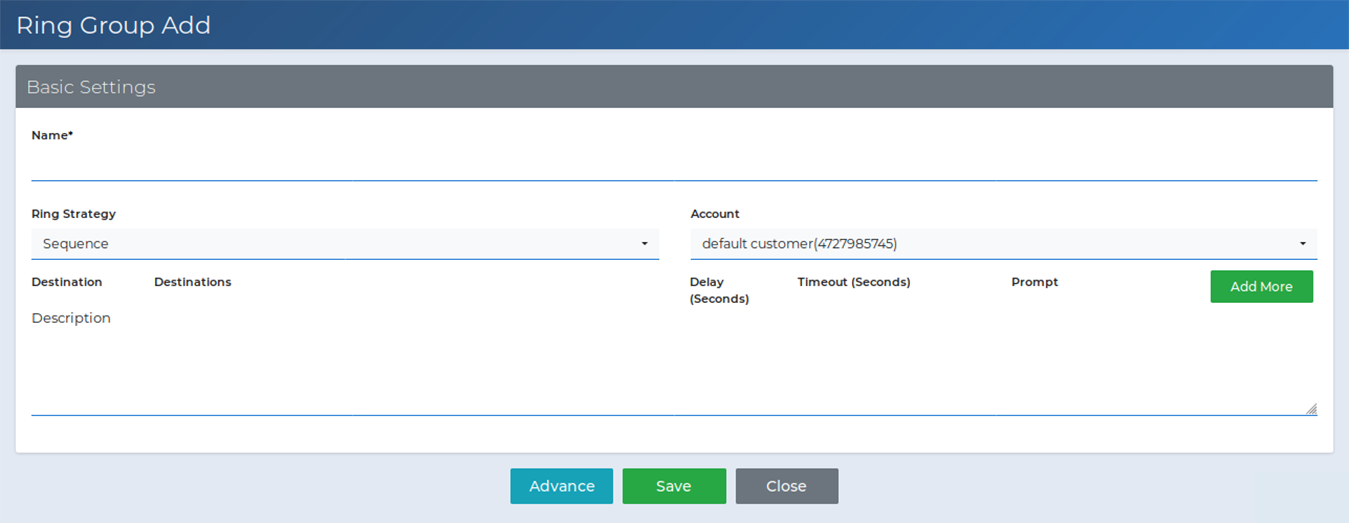 Ring Group Add
Basic Settings
Name*
Ring Strategy
Account
Sequence
default customer(4727985745)
Destination
Destinations
Delay
(Seconds)
Timeout (Seconds)
Prompt
Add More
Description
Advance
Save
Close